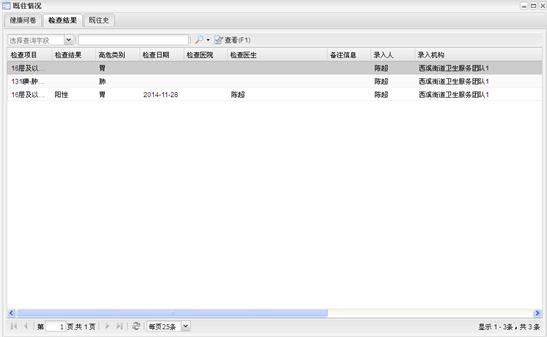 既往情况
健康问卷 检查结果 既往史
选择查询字段 查看(F1)
检查项目 检查结果 高危类别 检查日期 检查医院 检查医生 备注信息 录入人 录入机构
16层及以... 胃 陈超 西溪街道卫生服务团队1
131碘-肿... 肺 陈超 西溪街道卫生服务团队1
16层及以... 阳性 胃 2014-11-28 陈超 陈超 西溪街道卫生服务团队1
第 1 页,共 1 页 每页25条 显示 1 - 3条，共 3 条